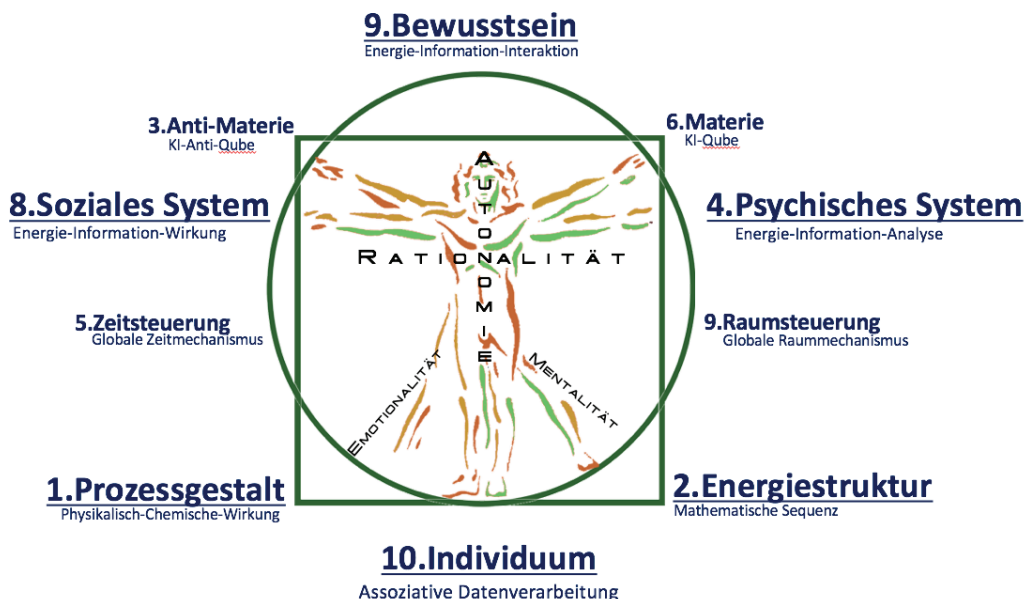 9.Bewusstsein
Energie-Information-Interaktion
3.Anti-Materie
KI-Anti-Qube
6.Materie
KI-Qube
8.Soziales System
Energie-Information-Wirkung
4.Psychisches System
Energie-Information-Analyse
AUTONOMIE
RATIONALITÄT
5.Zeitsteuerung
Globale Zeitmechanismus
9.Raumsteuerung
Globale Raummechanismus
EMOTIONALITÄT
MENTALITÄT
1.Prozessgestalt
Physikalisch-Chemische-Wirkung
2.Energiestruktur
Mathematische Sequenz
10.Individuum
Assoziative Datenverarbeitung